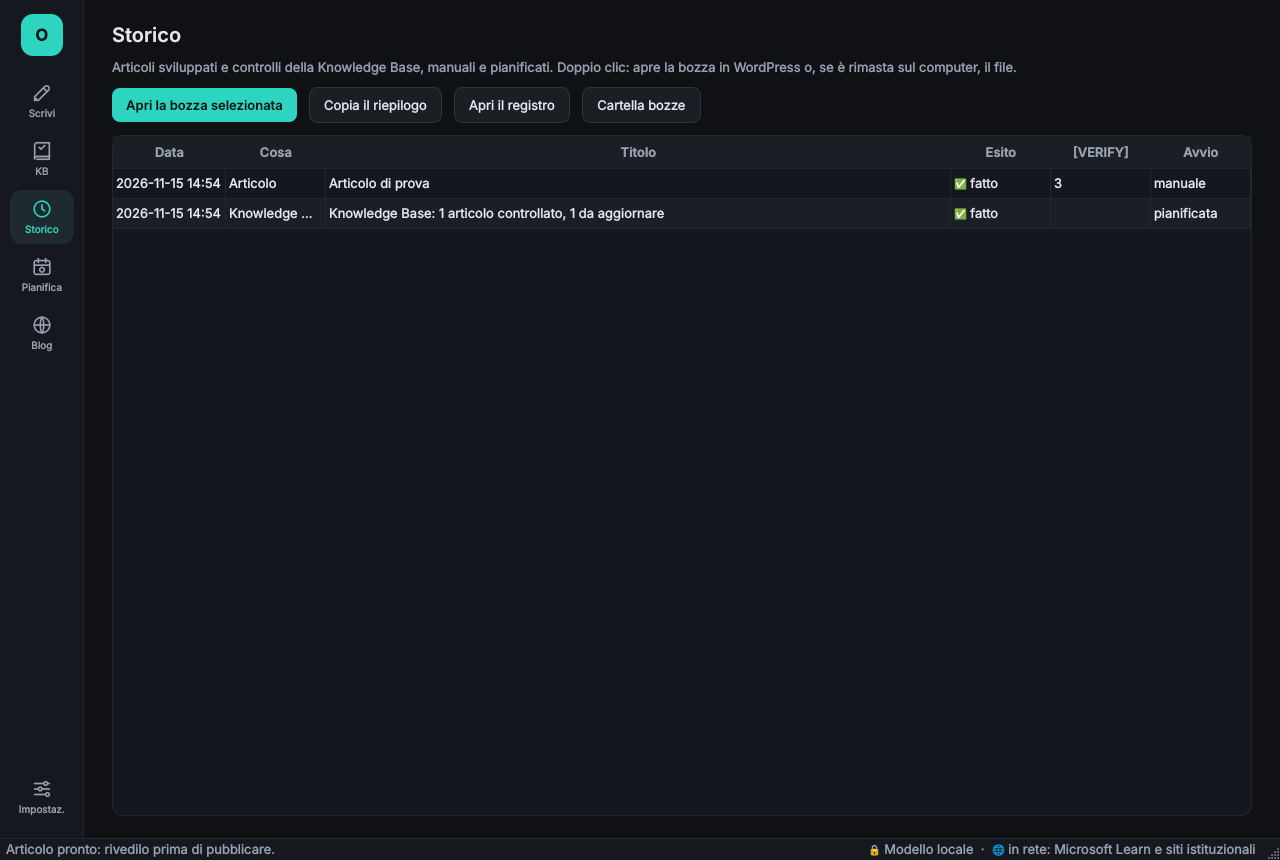 O
Scrivi
KB
Storico
Pianifica
Blog
Impostaz.
Storico
Articoli sviluppati e controlli della Knowledge Base, manuali e pianificati. Doppio clic: apre la bozza in WordPress o, se è rimasta sul computer, il file.
Apri la bozza selezionata Copia il riepilogo Apri il registro Cartella bozze
Data Cosa Titolo Esito [VERIFY] Avvio
2026-11-15 14:54 Articolo Articolo di prova ✅ fatto 3 manuale
2026-11-15 14:54 Knowledge ... Knowledge Base: 1 articolo controllato, 1 da aggiornare ✅ fatto pianificata
Articolo pronto: rivedilo prima di pubblicare. 🔒 Modello locale · 🌐 in rete: Microsoft Learn e siti istituzionali